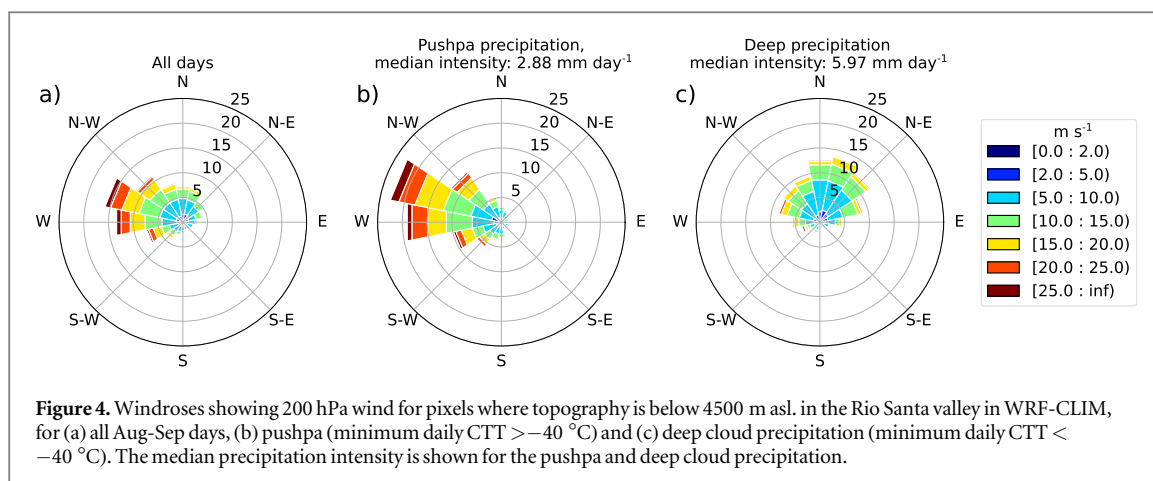 Pushpa precipitation,
median intensity: 2.88 mm day⁻¹
Deep precipitation
median intensity: 5.97 mm day⁻¹
All days
a)
N
N-E
E
S-E
S
S-W
W
N-W
5
10
15
20
25
b)
N
N-E
E
S-E
S
S-W
W
N-W
5
10
15
20
25
c)
N
N-E
E
S-E
S
S-W
W
N-W
5
10
15
20
25
m s⁻¹
[0.0 : 2.0)
[2.0 : 5.0)
[5.0 : 10.0)
[10.0 : 15.0)
[15.0 : 20.0)
[20.0 : 25.0)
[25.0 : inf)
Figure 4. Windroses showing 200 hPa wind for pixels where topography is below 4500 m asl. in the Rio Santa valley in WRF-CLIM,
for (a) all Aug-Sep days, (b) pushpa (minimum daily CTT >−40 °C) and (c) deep cloud precipitation (minimum daily CTT <
−40 °C). The median precipitation intensity is shown for the pushpa and deep cloud precipitation.